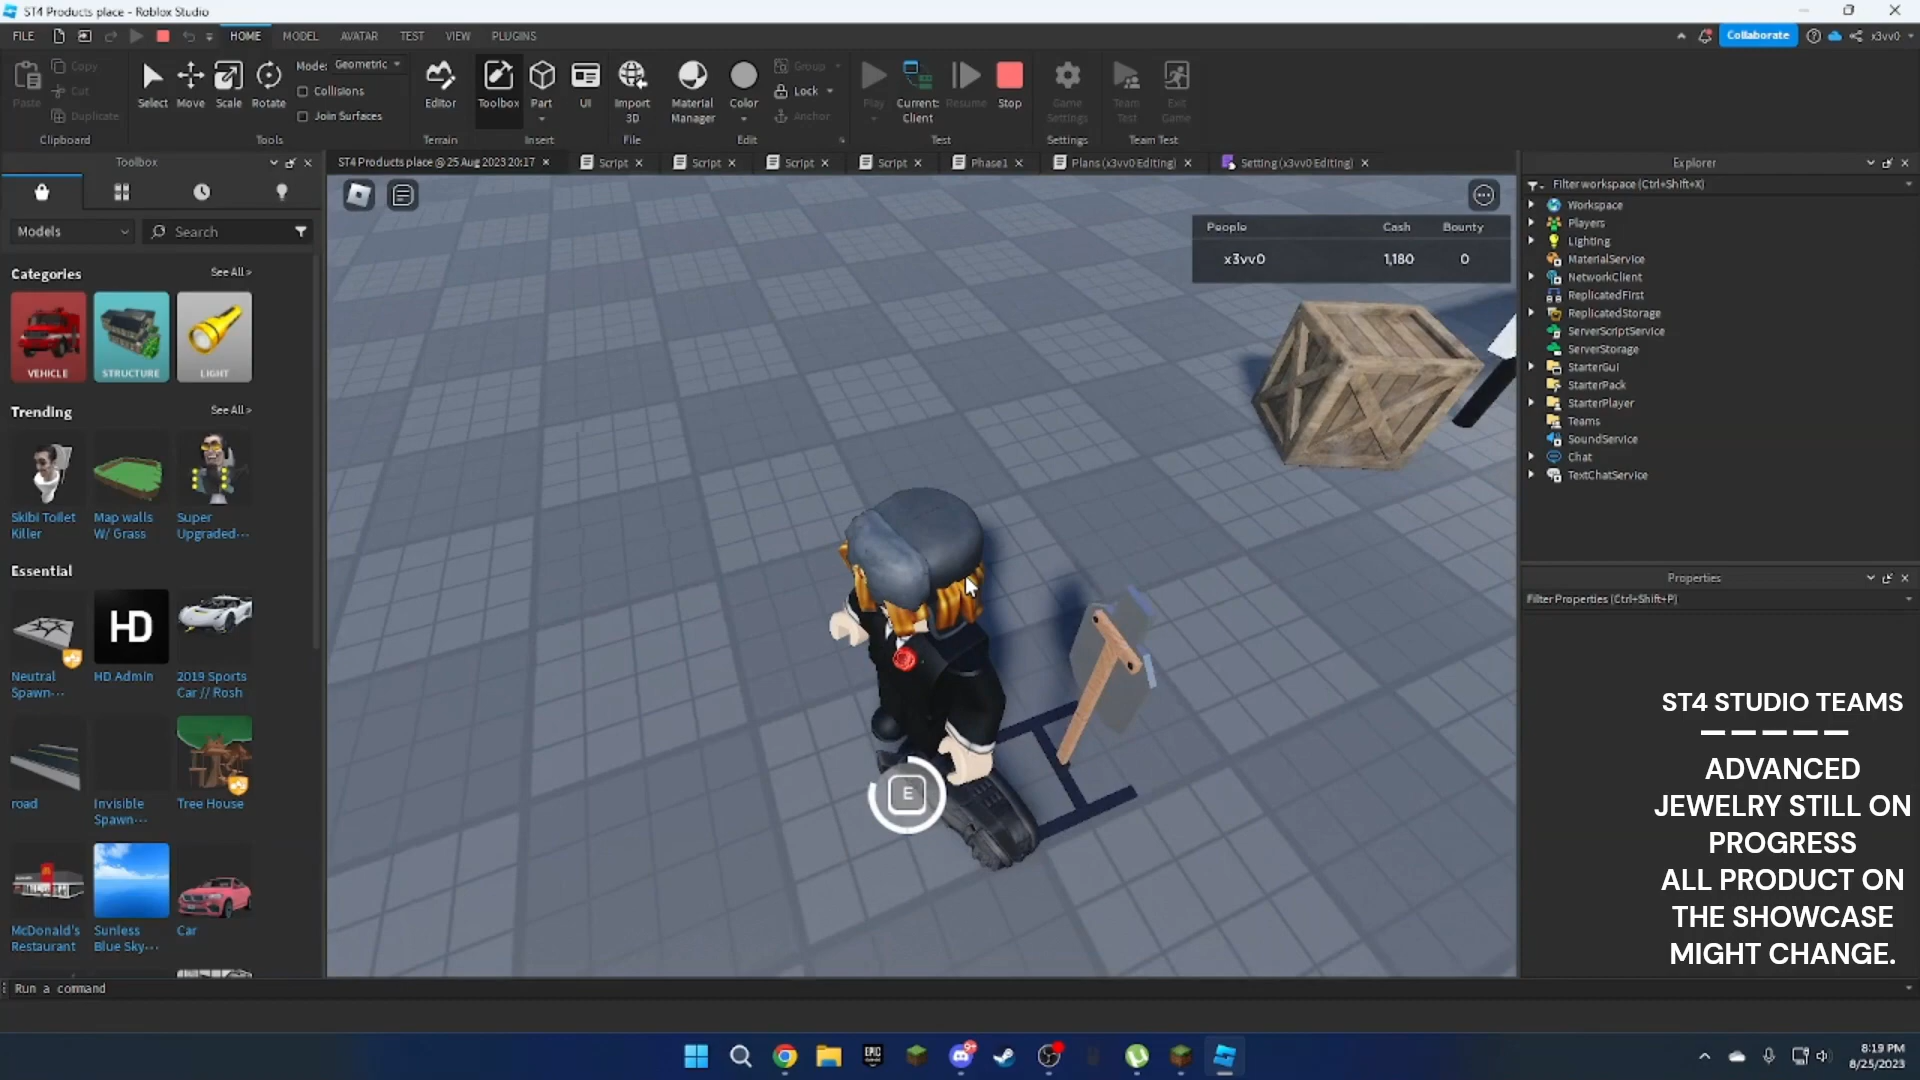 ST4 Products place - Roblox Studio
FILE HOME MODEL AVATAR TEST VIEW PLUGINS Collaborate x3vv0
Paste Copy Cut Duplicate
Clipboard
Select Move Scale Rotate
Mode: Geometric
Collisions
Join Surfaces
Tools
Editor
Terrain
Toolbox Part UI
Insert
Import 3D
File
Material Manager Color Group Lock Anchor
Edit
Play Current: Client Resume Stop
Test
Game Settings
Settings
Team Test Exit Game
Team Test
Toolbox
ST4 Products place @ 25 Aug 2023 20:17 Script Script Script Script Phase1 Plans (x3vv0 Editing) Setting (x3vv0 Editing)
Explorer
Filter workspace (Ctrl+Shift+X)
Workspace
Players
Lighting
MaterialService
NetworkClient
ReplicatedFirst
ReplicatedStorage
ServerScriptService
ServerStorage
StarterGui
StarterPack
StarterPlayer
Teams
SoundService
Chat
TextChatService
Properties
Filter Properties (Ctrl+Shift+P)
Models Search
Categories See All >
VEHICLE STRUCTURE LIGHT
Trending See All >
Skibi Toilet Killer
Map walls W/ Grass
Super Upgraded...
Essential
HD
Neutral Spawn...
HD Admin
2019 Sports Car // Rosh
road
Invisible Spawn...
Tree House
McDonald's Restaurant
Sunless Blue Sky...
Car
People Cash Bounty
x3vv0 1,180 0
E
ST4 STUDIO TEAMS
— — — — —
ADVANCED
JEWELRY STILL ON
PROGRESS
ALL PRODUCT ON
THE SHOWCASE
MIGHT CHANGE.
Run a command
EPIC
8:19 PM
8/25/2023